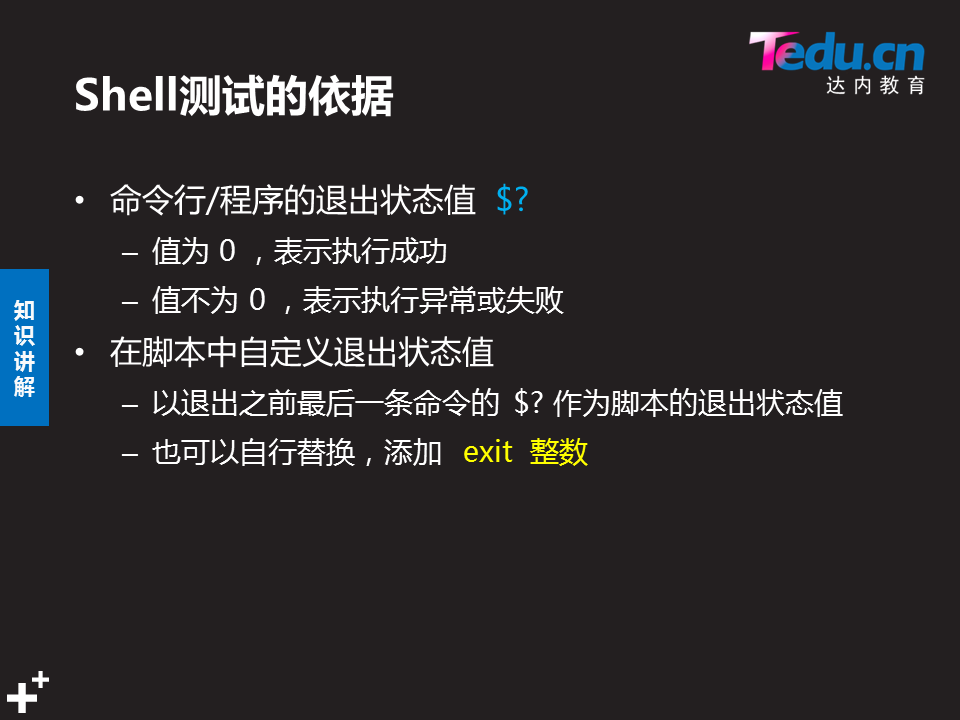 Tedu.cn
达内教育
Shell测试的依据
• 命令行/程序的退出状态值 $?
– 值为 0 ，表示执行成功
– 值不为 0 ，表示执行异常或失败
• 在脚本中自定义退出状态值
– 以退出之前最后一条命令的 $? 作为脚本的退出状态值
– 也可以自行替换，添加 exit 整数
知
识
讲
解